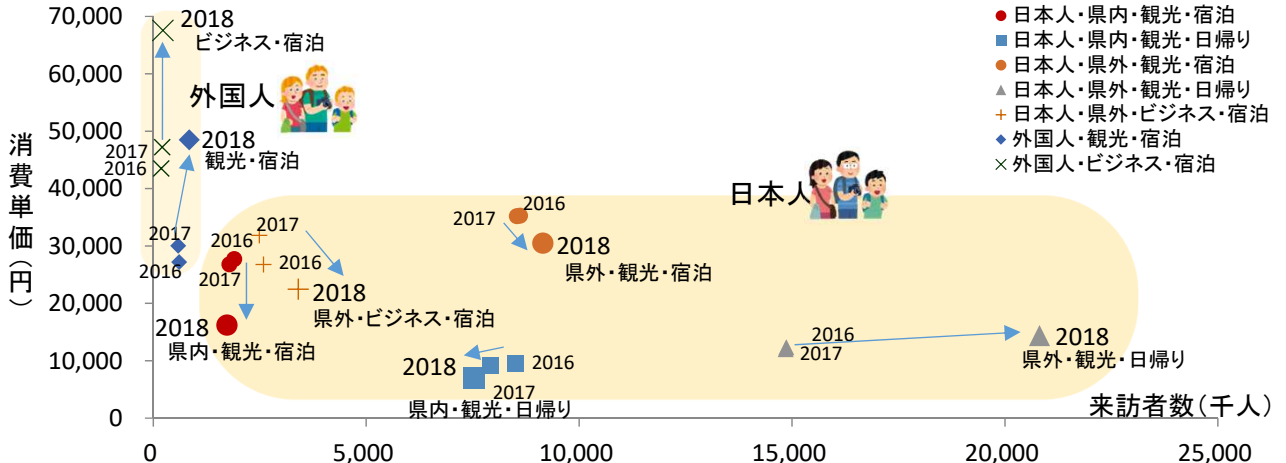 70,000
60,000
50,000
40,000
30,000
20,000
10,000
0
消費単価(円)
0
5,000
10,000
15,000
20,000
25,000
来訪者数(千人)
日本人・県内・観光・宿泊
日本人・県内・観光・日帰り
日本人・県外・観光・宿泊
日本人・県外・観光・日帰り
日本人・県外・ビジネス・宿泊
外国人・観光・宿泊
外国人・ビジネス・宿泊
2018
ビジネス・宿泊
外国人
2017
2016
2018
観光・宿泊
2017
2016
日本人
2016
2017
2018
県内・観光・宿泊
2017
2016
2018
県外・ビジネス・宿泊
2016
2017
2018
県外・観光・宿泊
2018
2016
2017
県内・観光・日帰り
2016
2017
2018
県外・観光・日帰り